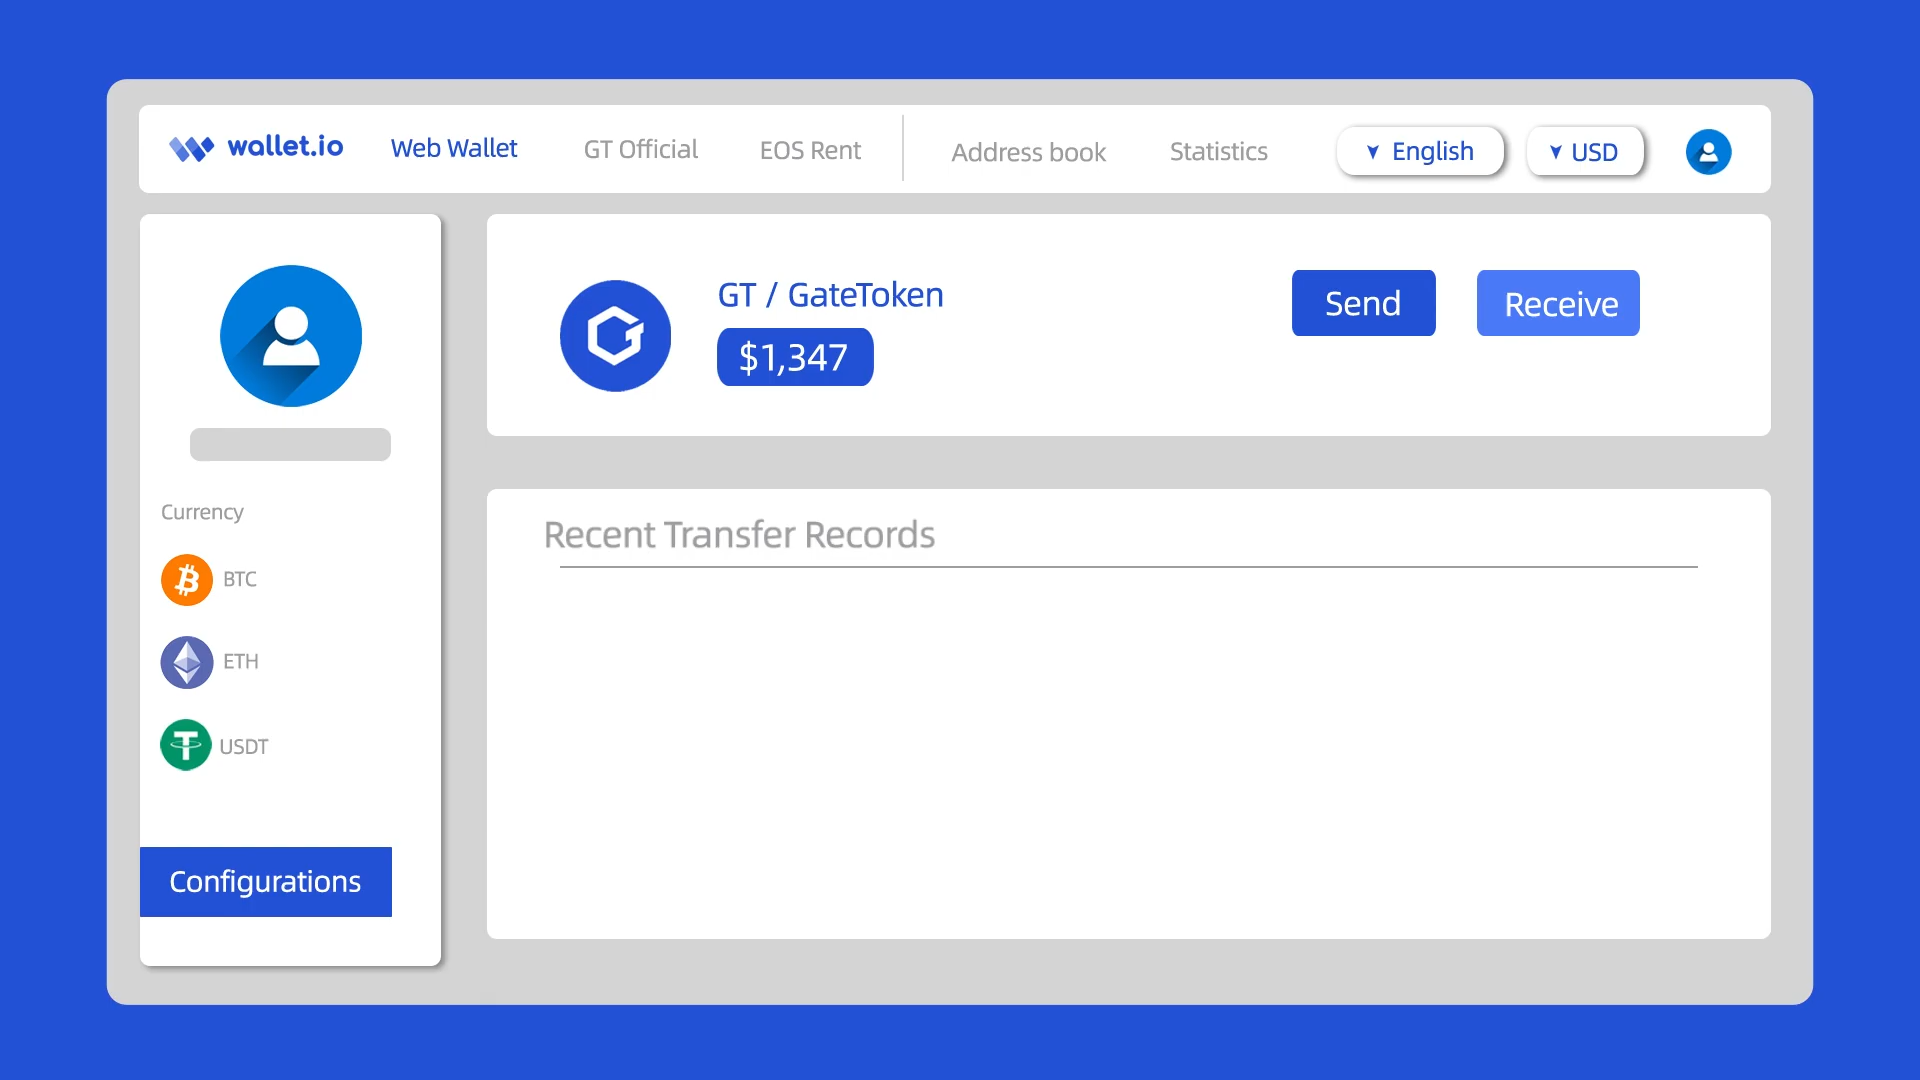 wallet.io
Web Wallet
GT Official
EOS Rent
Address book
Statistics
English
USD
GT / GateToken
$1,347
Send
Receive
Currency
BTC
ETH
USDT
Configurations
Recent Transfer Records